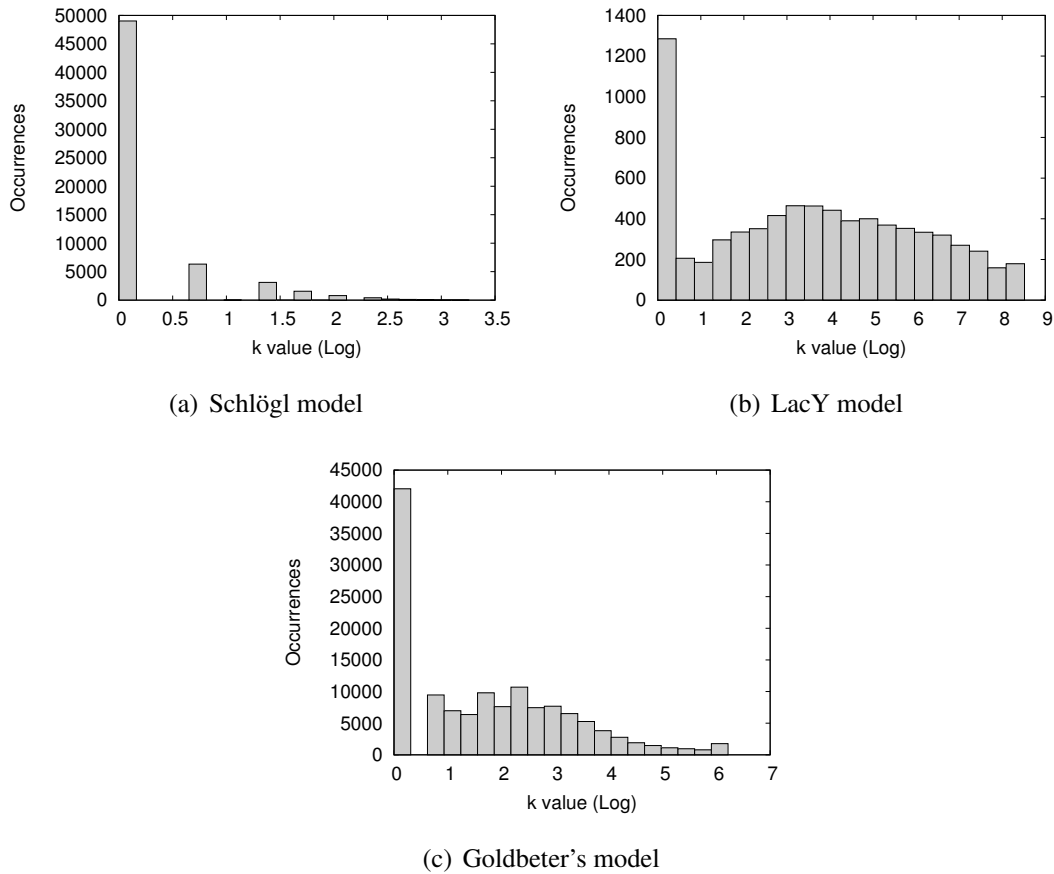 50000
45000
40000
35000
30000
25000
20000
15000
10000
5000
0
Occurrences
0 0.5 1 1.5 2 2.5 3 3.5
k value (Log)
(a) Schlögl model
1400
1200
1000
800
600
400
200
0
Occurrences
0 1 2 3 4 5 6 7 8 9
k value (Log)
(b) LacY model
45000
40000
35000
30000
25000
20000
15000
10000
5000
0
Occurrences
0 1 2 3 4 5 6 7
k value (Log)
(c) Goldbeter's model